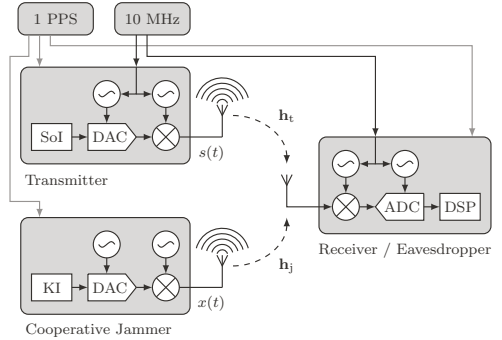 1 PPS
10 MHz
SoI
DAC
s(t)
h_t
Transmitter
ADC
DSP
Receiver / Eavesdropper
KI
DAC
x(t)
h_j
Cooperative Jammer